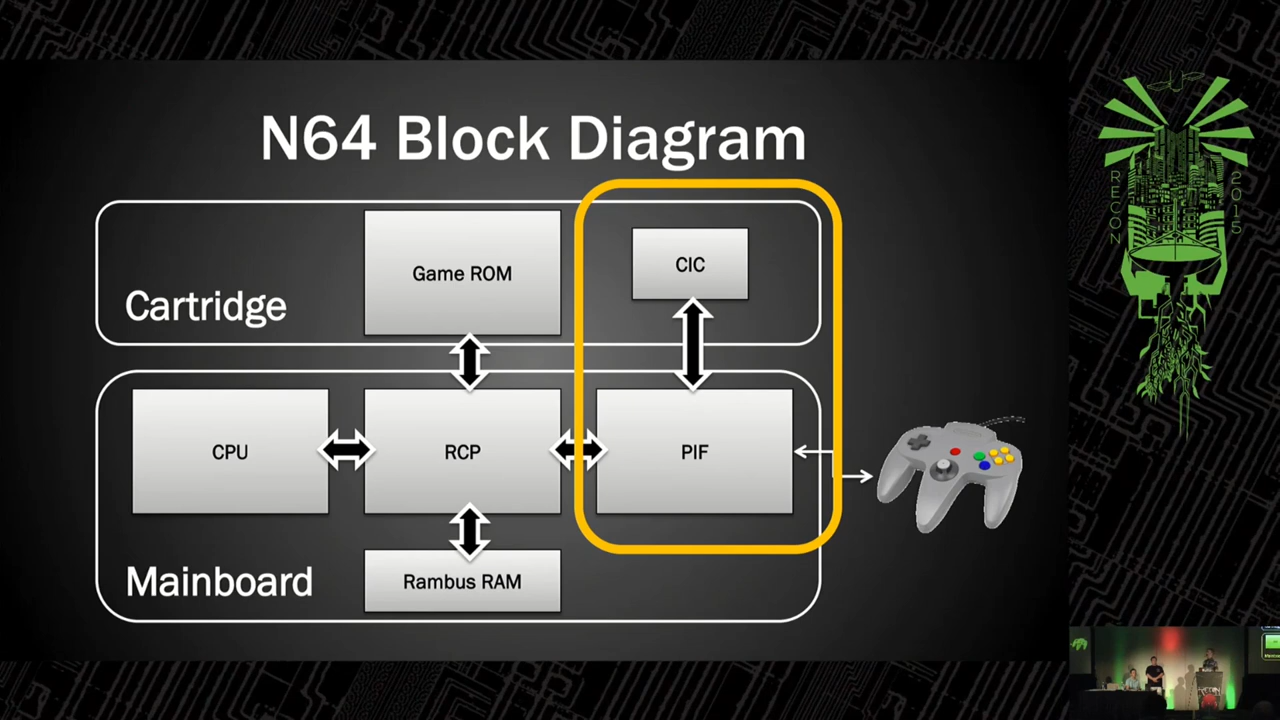 N64 Block Diagram
Game ROM
CIC
Cartridge
CPU
RCP
PIF
Rambus RAM
Mainboard
RECON
2015